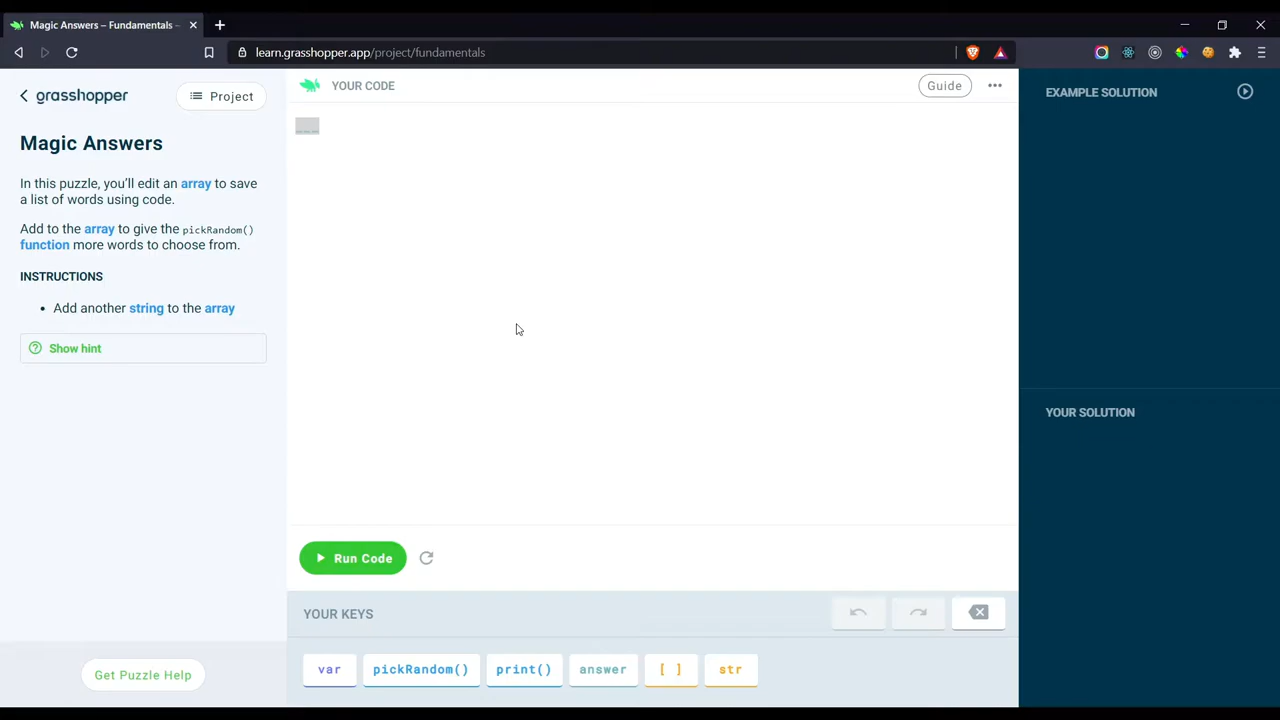 Magic Answers – Fundamentals –
learn.grasshopper.app/project/fundamentals
grasshopper
Project
Magic Answers
In this puzzle, you'll edit an array to save
a list of words using code.
Add to the array to give the pickRandom()
function more words to choose from.
INSTRUCTIONS
• Add another string to the array
Show hint
Get Puzzle Help
YOUR CODE
Guide
Run Code
YOUR KEYS
var pickRandom() print() answer [ ] str
EXAMPLE SOLUTION
YOUR SOLUTION